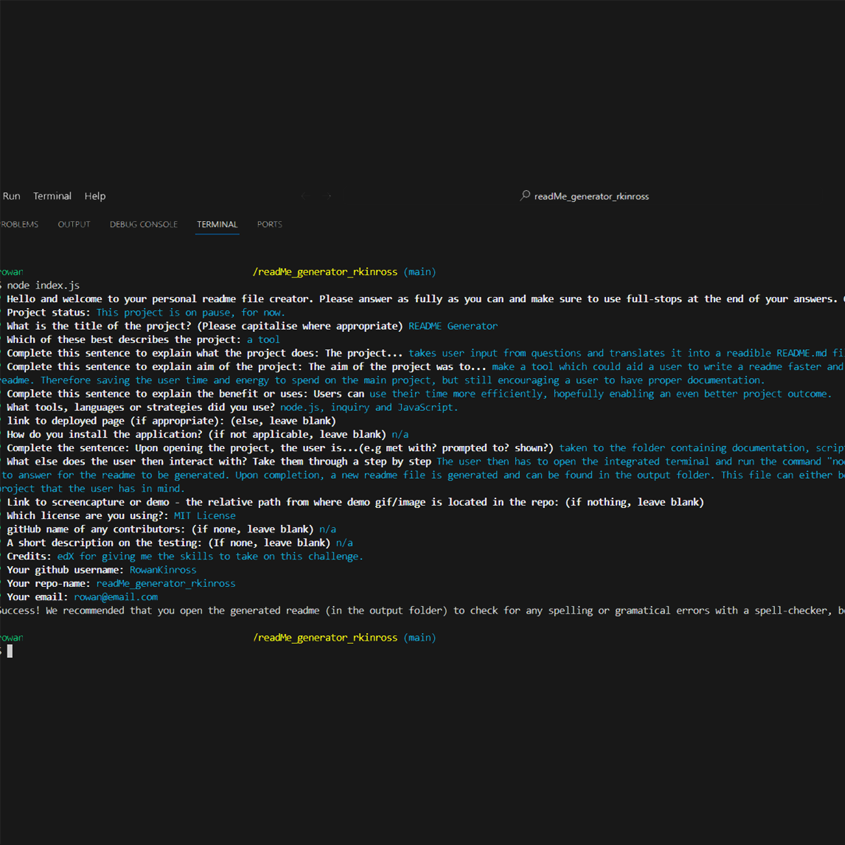 Run Terminal Help readMe_generator_rkinross
ROBLEMS OUTPUT DEBUG CONSOLE TERMINAL PORTS
rowan /readMe_generator_rkinross (main)
$ node index.js
Hello and welcome to your personal readme file creator. Please answer as fully as you can and make sure to use full-stops at the end of your answers.
Project status: This project is on pause, for now.
What is the title of the project? (Please capitalise where appropriate) README Generator
Which of these best describes the project: a tool
Complete this sentence to explain what the project does: The project... takes user input from questions and translates it into a readible README.md fi
Complete this sentence to explain aim of the project: The aim of the project was to... make a tool which could aid a user to write a readme faster and
readme. Therefore saving the user time and energy to spend on the main project, but still encouraging a user to have proper documentation.
Complete this sentence to explain the benefit or uses: Users can use their time more efficiently, hopefully enabling an even better project outcome.
What tools, languages or strategies did you use? node.js, inquiry and JavaScript.
link to deployed page (if appropriate): (else, leave blank)
How do you install the application? (if not applicable, leave blank) n/a
Complete the sentence: Upon opening the project, the user is...(e.g met with? prompted to? shown?) taken to the folder containing documentation, scrip
What else does the user then interact with? Take them through a step by step The user then has to open the integrated terminal and run the command "no
to answer for the readme to be generated. Upon completion, a new readme file is generated and can be found in the output folder. This file can either b
project that the user has in mind.
Link to screencapture or demo - the relative path from where demo gif/image is located in the repo: (if nothing, leave blank)
Which license are you using?: MIT License
gitHub name of any contributors: (if none, leave blank) n/a
A short description on the testing: (If none, leave blank) n/a
Credits: edX for giving me the skills to take on this challenge.
Your github username: RowanKinross
Your repo-name: readMe_generator_rkinross
Your email: rowan@email.com
Success! We recommended that you open the generated readme (in the output folder) to check for any spelling or gramatical errors with a spell-checker, b
rowan /readMe_generator_rkinross (main)
$